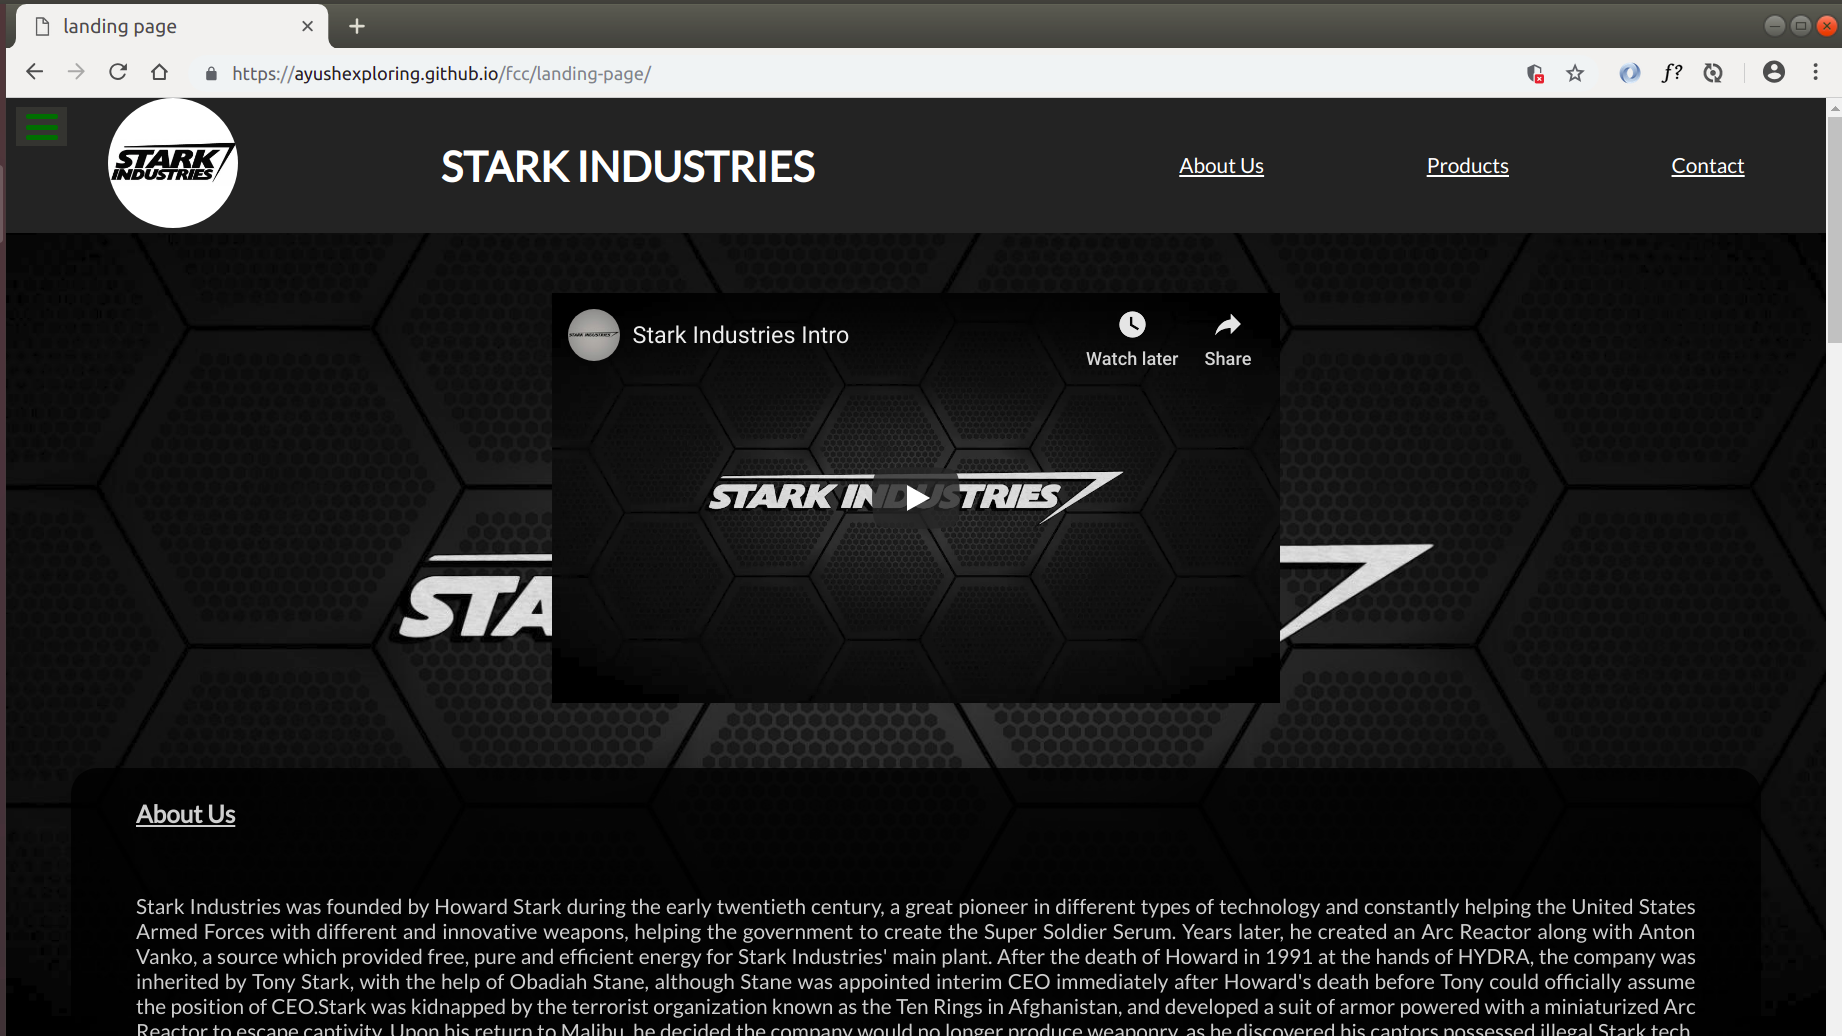 landing page
https://ayushexploring.github.io/fcc/landing-page/
f?
STARK
INDUSTRIES
STARK INDUSTRIES
About Us
Products
Contact
STARK INDUSTRIES
Stark Industries Intro
Watch later
Share
STARK INDUSTRIES
STA
About Us
Stark Industries was founded by Howard Stark during the early twentieth century, a great pioneer in different types of technology and constantly helping the United States
Armed Forces with different and innovative weapons, helping the government to create the Super Soldier Serum. Years later, he created an Arc Reactor along with Anton
Vanko, a source which provided free, pure and efficient energy for Stark Industries' main plant. After the death of Howard in 1991 at the hands of HYDRA, the company was
inherited by Tony Stark, with the help of Obadiah Stane, although Stane was appointed interim CEO immediately after Howard's death before Tony could officially assume
the position of CEO.Stark was kidnapped by the terrorist organization known as the Ten Rings in Afghanistan, and developed a suit of armor powered with a miniaturized Arc
Reactor to escape captivity. Upon his return to Malibu, he decided the company would no longer produce weaponry, as he discovered his captors possessed illegal Stark tech.